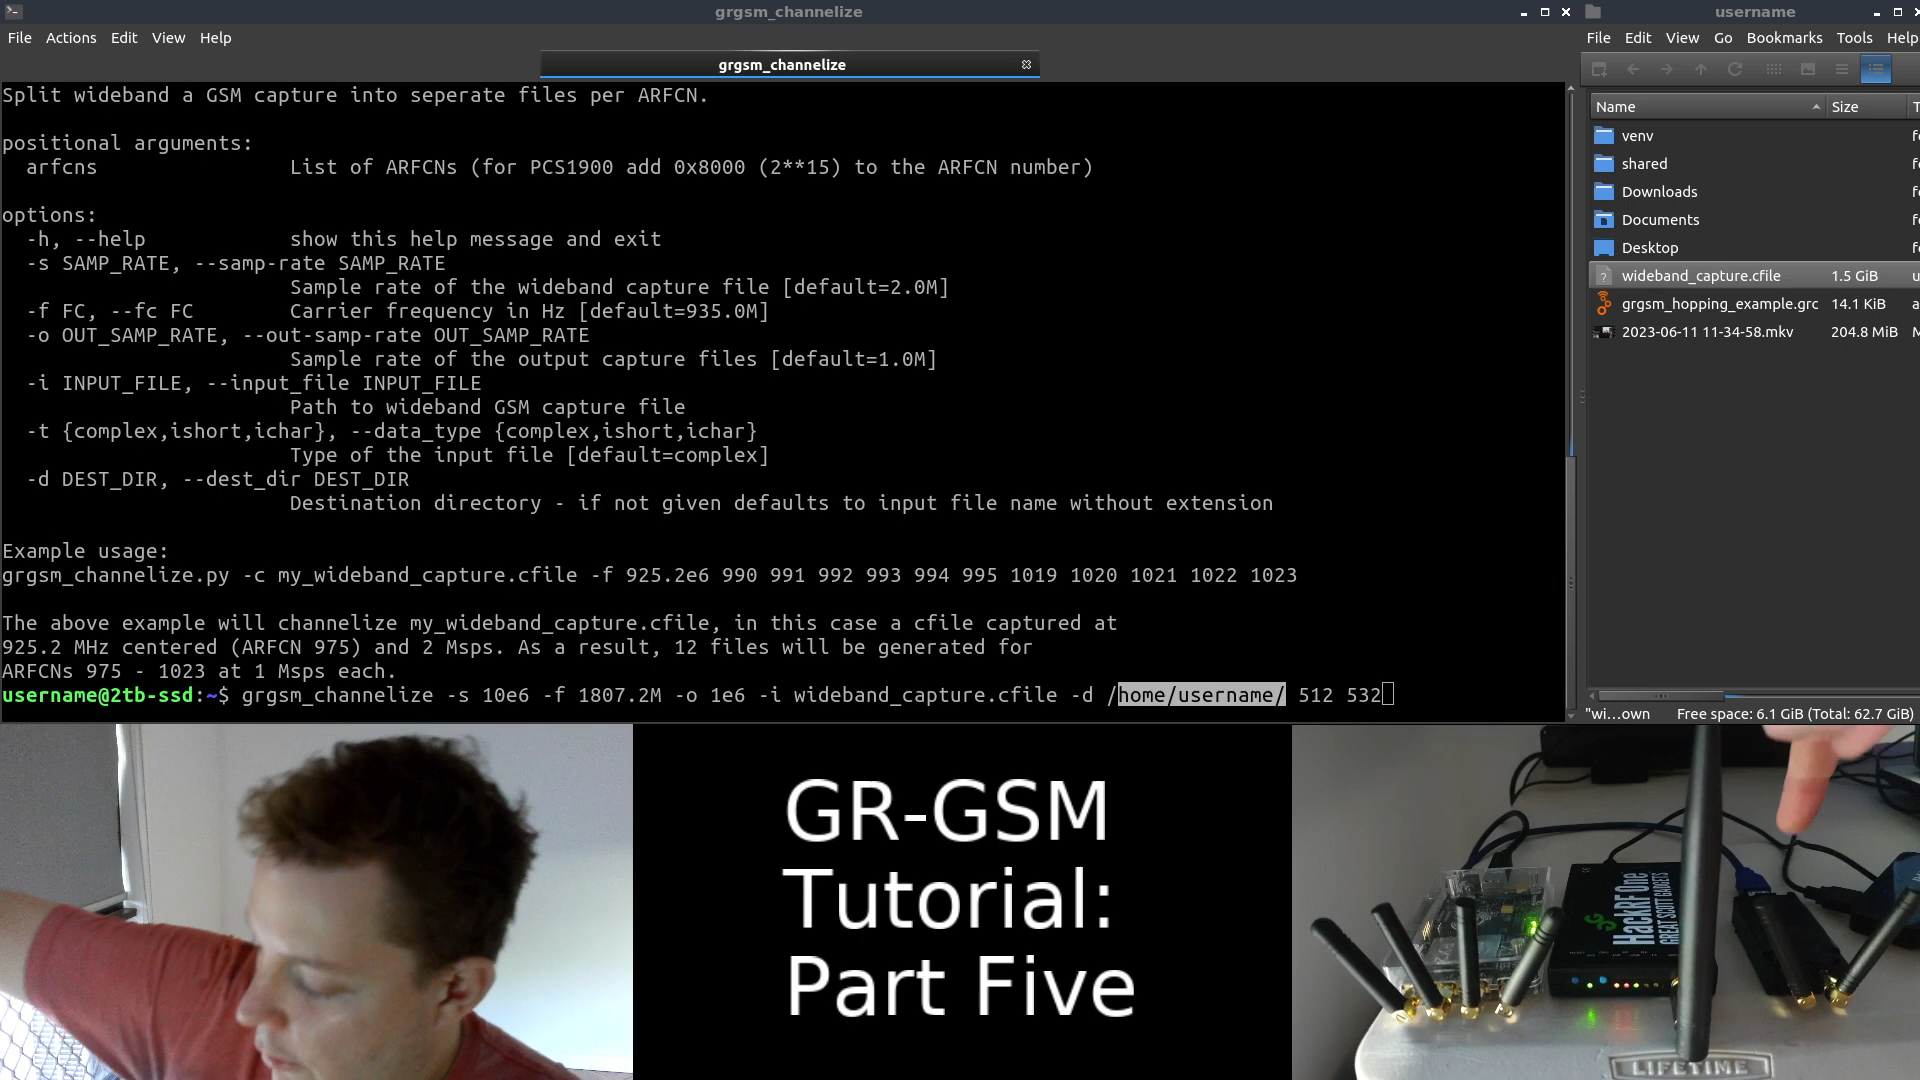 grgsm_channelize
File Actions Edit View Help
grgsm_channelize
Split wideband a GSM capture into seperate files per ARFCN.
positional arguments:
arfcns List of ARFCNs (for PCS1900 add 0x8000 (2**15) to the ARFCN number)
options:
-h, --help show this help message and exit
-s SAMP_RATE, --samp-rate SAMP_RATE
Sample rate of the wideband capture file [default=2.0M]
-f FC, --fc FC Carrier frequency in Hz [default=935.0M]
-o OUT_SAMP_RATE, --out-samp-rate OUT_SAMP_RATE
Sample rate of the output capture files [default=1.0M]
-i INPUT_FILE, --input_file INPUT_FILE
Path to wideband GSM capture file
-t {complex,ishort,ichar}, --data_type {complex,ishort,ichar}
Type of the input file [default=complex]
-d DEST_DIR, --dest_dir DEST_DIR
Destination directory - if not given defaults to input file name without extension
Example usage:
grgsm_channelize.py -c my_wideband_capture.cfile -f 925.2e6 990 991 992 993 994 995 1019 1020 1021 1022 1023
The above example will channelize my_wideband_capture.cfile, in this case a cfile captured at
925.2 MHz centered (ARFCN 975) and 2 Msps. As a result, 12 files will be generated for
ARFCNs 975 - 1023 at 1 Msps each.
username@2tb-ssd:~$ grgsm_channelize -s 10e6 -f 1807.2M -o 1e6 -i wideband_capture.cfile -d /home/username/ 512 532
username
File Edit View Go Bookmarks Tools Help
Name Size T
venv f
shared f
Downloads f
Documents f
Desktop f
wideband_capture.cfile 1.5 GiB u
grgsm_hopping_example.grc 14.1 KiB a
2023-06-11 11-34-58.mkv 204.8 MiB M
"wi...own Free space: 6.1 GiB (Total: 62.7 GiB)
GR-GSM
Tutorial:
Part Five
HackRF One
GREAT SCOTT GADGETS
LIFETIME